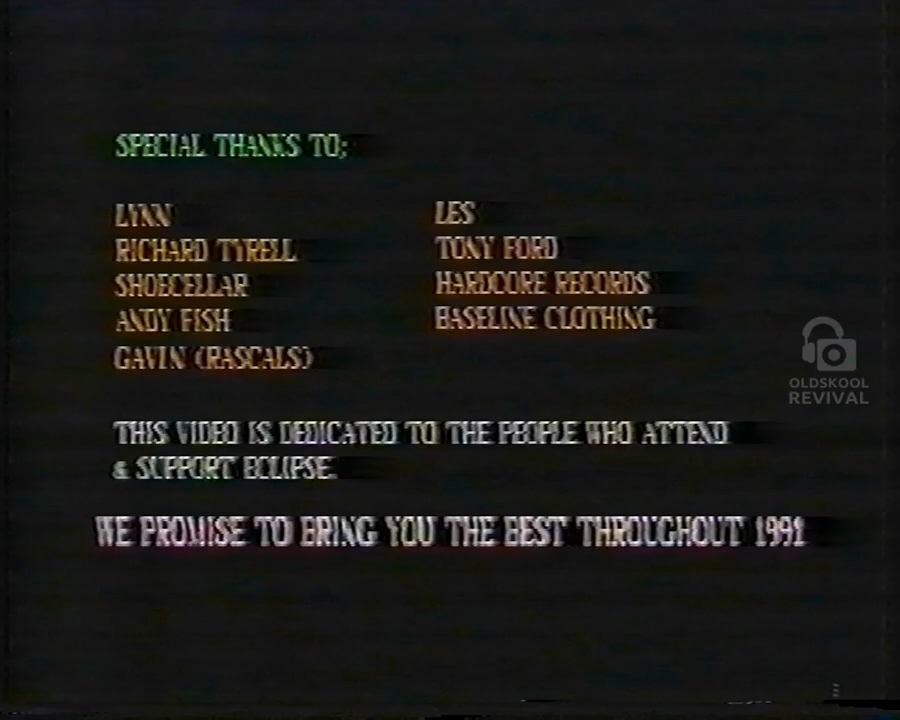 SPECIAL THANKS TO;
LYNN
RICHARD TYRELL
SHOECELLAR
ANDY FISH
GAVIN (RASCALS)
LES
TONY FORD
HARDCORE RECORDS
BASELINE CLOTHING
OLDSKOOL
REVIVAL
THIS VIDEO IS DEDICATED TO THE PEOPLE WHO ATTEND
& SUPPORT ECLIPSE.
WE PROMISE TO BRING YOU THE BEST THROUGHOUT 1991